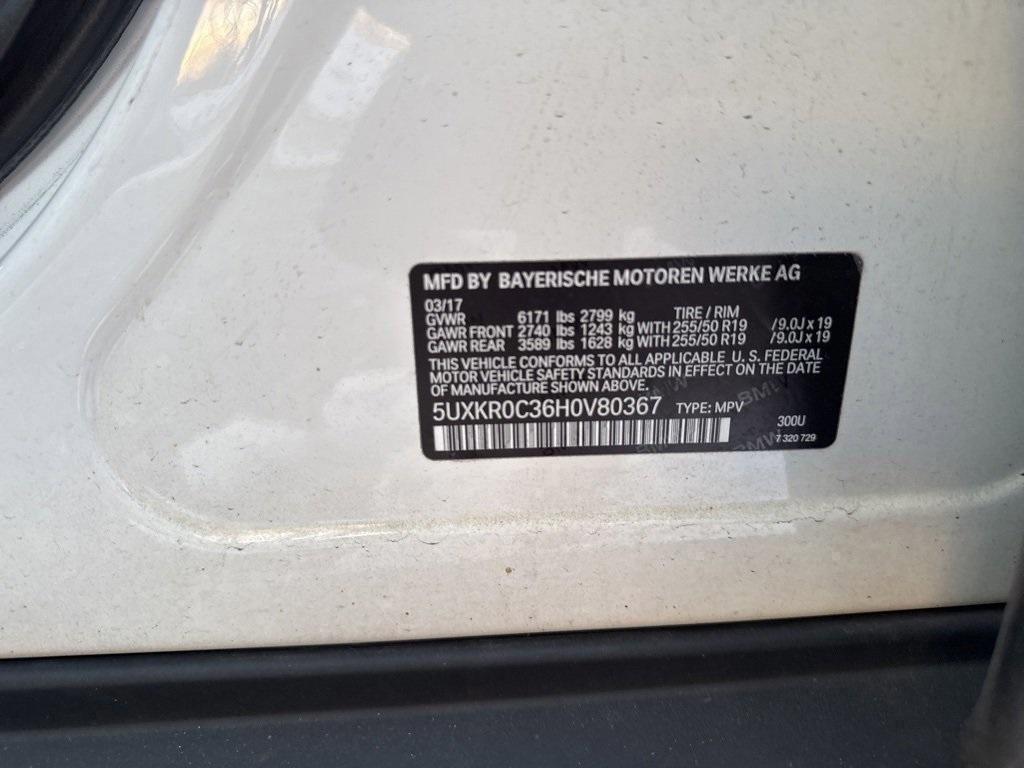 MFD BY BAYERISCHE MOTOREN WERKE AG
03/17
GVWR 6171 lbs 2799 kg TIRE / RIM
GAWR FRONT 2740 lbs 1243 kg WITH 255/50 R19 /9.0J x 19
GAWR REAR 3589 lbs 1628 kg WITH 255/50 R19 /9.0J x 19
THIS VEHICLE CONFORMS TO ALL APPLICABLE U. S. FEDERAL
MOTOR VEHICLE SAFETY STANDARDS IN EFFECT ON THE DATE
OF MANUFACTURE SHOWN ABOVE.
5UXKR0C36H0V80367 TYPE: MPV
300U
7 320 729
BMW
BMW
BMW